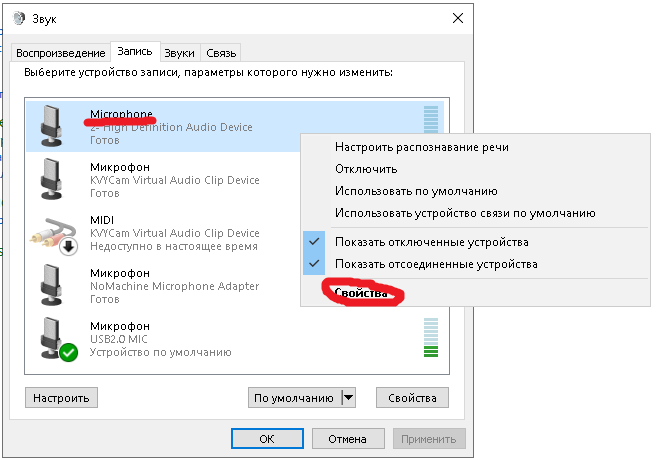 Звук
Воспроизведение
Запись
Звуки
Связь
Выберите устройство записи, параметры которого нужно изменить:
Microphone
2- High Definition Audio Device
Готов
Микрофон
KVYCam Virtual Audio Clip Device
Готов
MIDI
KVYCam Virtual Audio Clip Device
Недоступно в настоящее время
Микрофон
NoMachine Microphone Adapter
Готов
Микрофон
USB2.0 MIC
Устройство по умолчанию
Настроить распознавание речи
Отключить
Использовать по умолчанию
Использовать устройство связи по умолчанию
Показать отключенные устройства
Показать отсоединенные устройства
Свойства
Настроить
По умолчанию
Свойства
ОК
Отмена
Применить